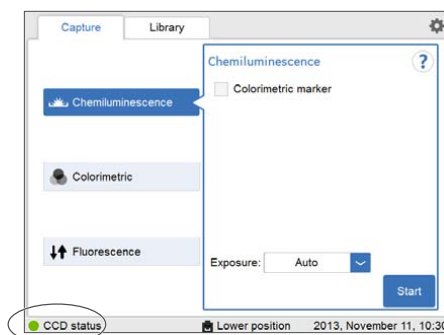 Capture
Library
Chemiluminescence
?
Colorimetric marker
Chemiluminescence
Colorimetric
Fluorescence
Exposure: Auto
Start
CCD status
Lower position
2013, November 11, 10:30